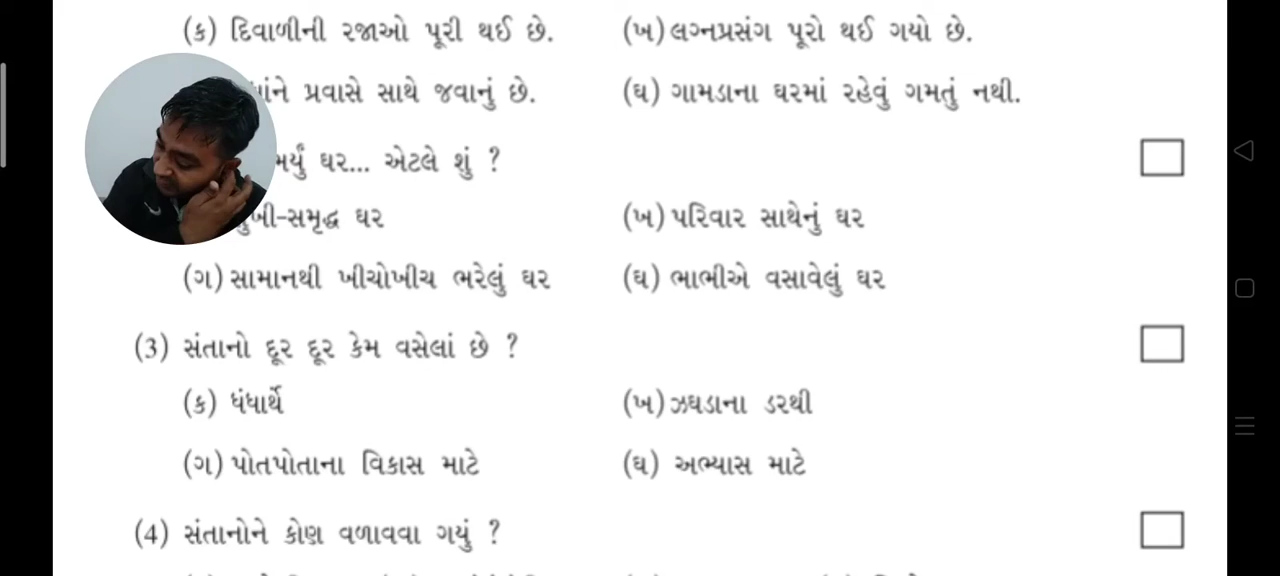 (ક) દિવાળીની રજાઓ પૂરી થઈ છે. (ખ) લગ્નપ્રસંગ પૂરો થઈ ગયો છે.
પ્રવાસે સાથે જવાનું છે. (ઘ) ગામડાના ઘરમાં રહેવું ગમતું નથી.
ઘર... એટલે શું ?
ઘર (ખ) પરિવાર સાથેનું ઘર
(ગ) સામાનથી ખીચોખીચ ભરેલું ઘર (ઘ) ભાભીએ વસાવેલું ઘર
(3) સંતાનો દૂર દૂર કેમ વસેલાં છે ?
(ક) ધંધાર્થે (ખ) ઝઘડાના ડરથી
(ગ) પોતપોતાના વિકાસ માટે (ઘ) અભ્યાસ માટે
(4) સંતાનોને કોણ વળાવવા ગયું ?